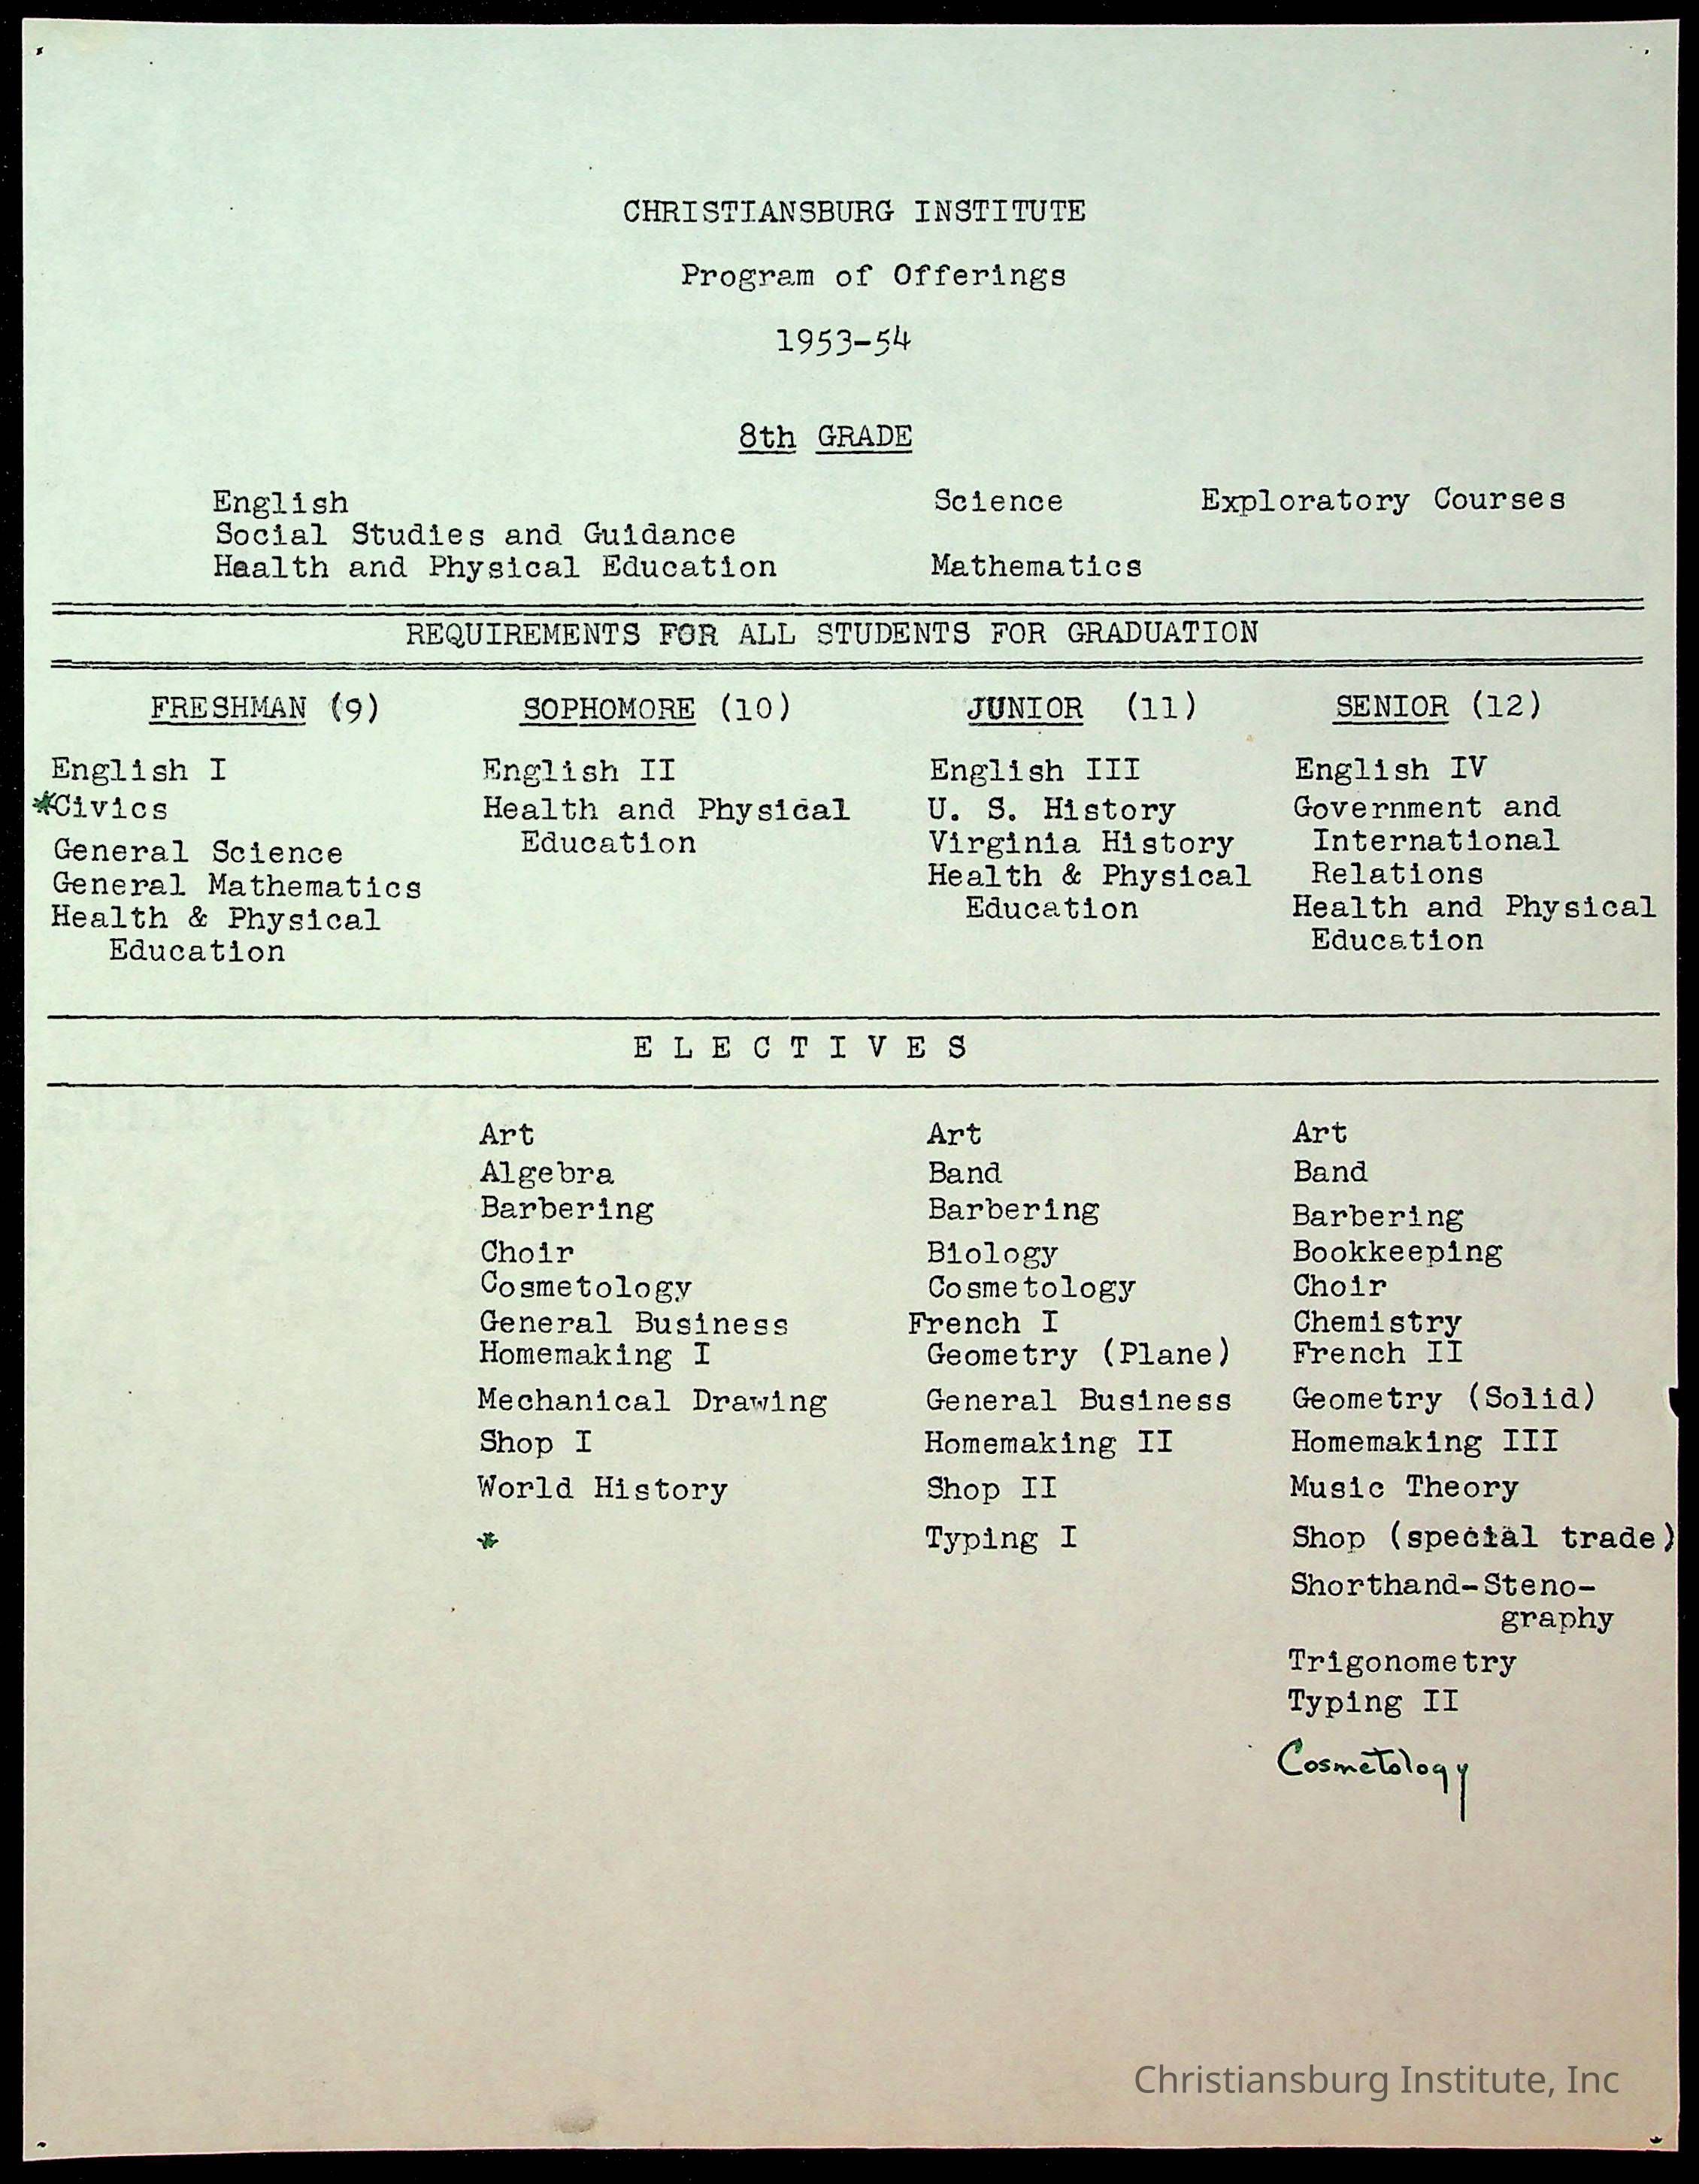 CHRISTIANSBURG INSTITUTE
Program of Offerings
1953-54
8th GRADE
English Science Exploratory Courses
Social Studies and Guidance
Health and Physical Education Mathematics
REQUIREMENTS FOR ALL STUDENTS FOR GRADUATION
FRESHMAN (9) SOPHOMORE (10) JUNIOR (11) SENIOR (12)
English I English II English III English IV
*Civics Health and Physical U. S. History Government and
Education Virginia History International
General Science Health & Physical Relations
General Mathematics Education Health and Physical
Health & Physical Education
Education
ELECTIVES
Art Art Art
Algebra Band Band
Barbering Barbering Barbering
Choir Biology Bookkeeping
Cosmetology Cosmetology Choir
General Business French I Chemistry
Homemaking I Geometry (Plane) French II
Mechanical Drawing General Business Geometry (Solid)
Shop I Homemaking II Homemaking III
World History Shop II Music Theory
* Typing I Shop (special trade)
Shorthand-Steno-
graphy
Trigonometry
Typing II
Cosmetology
Christiansburg Institute, Inc